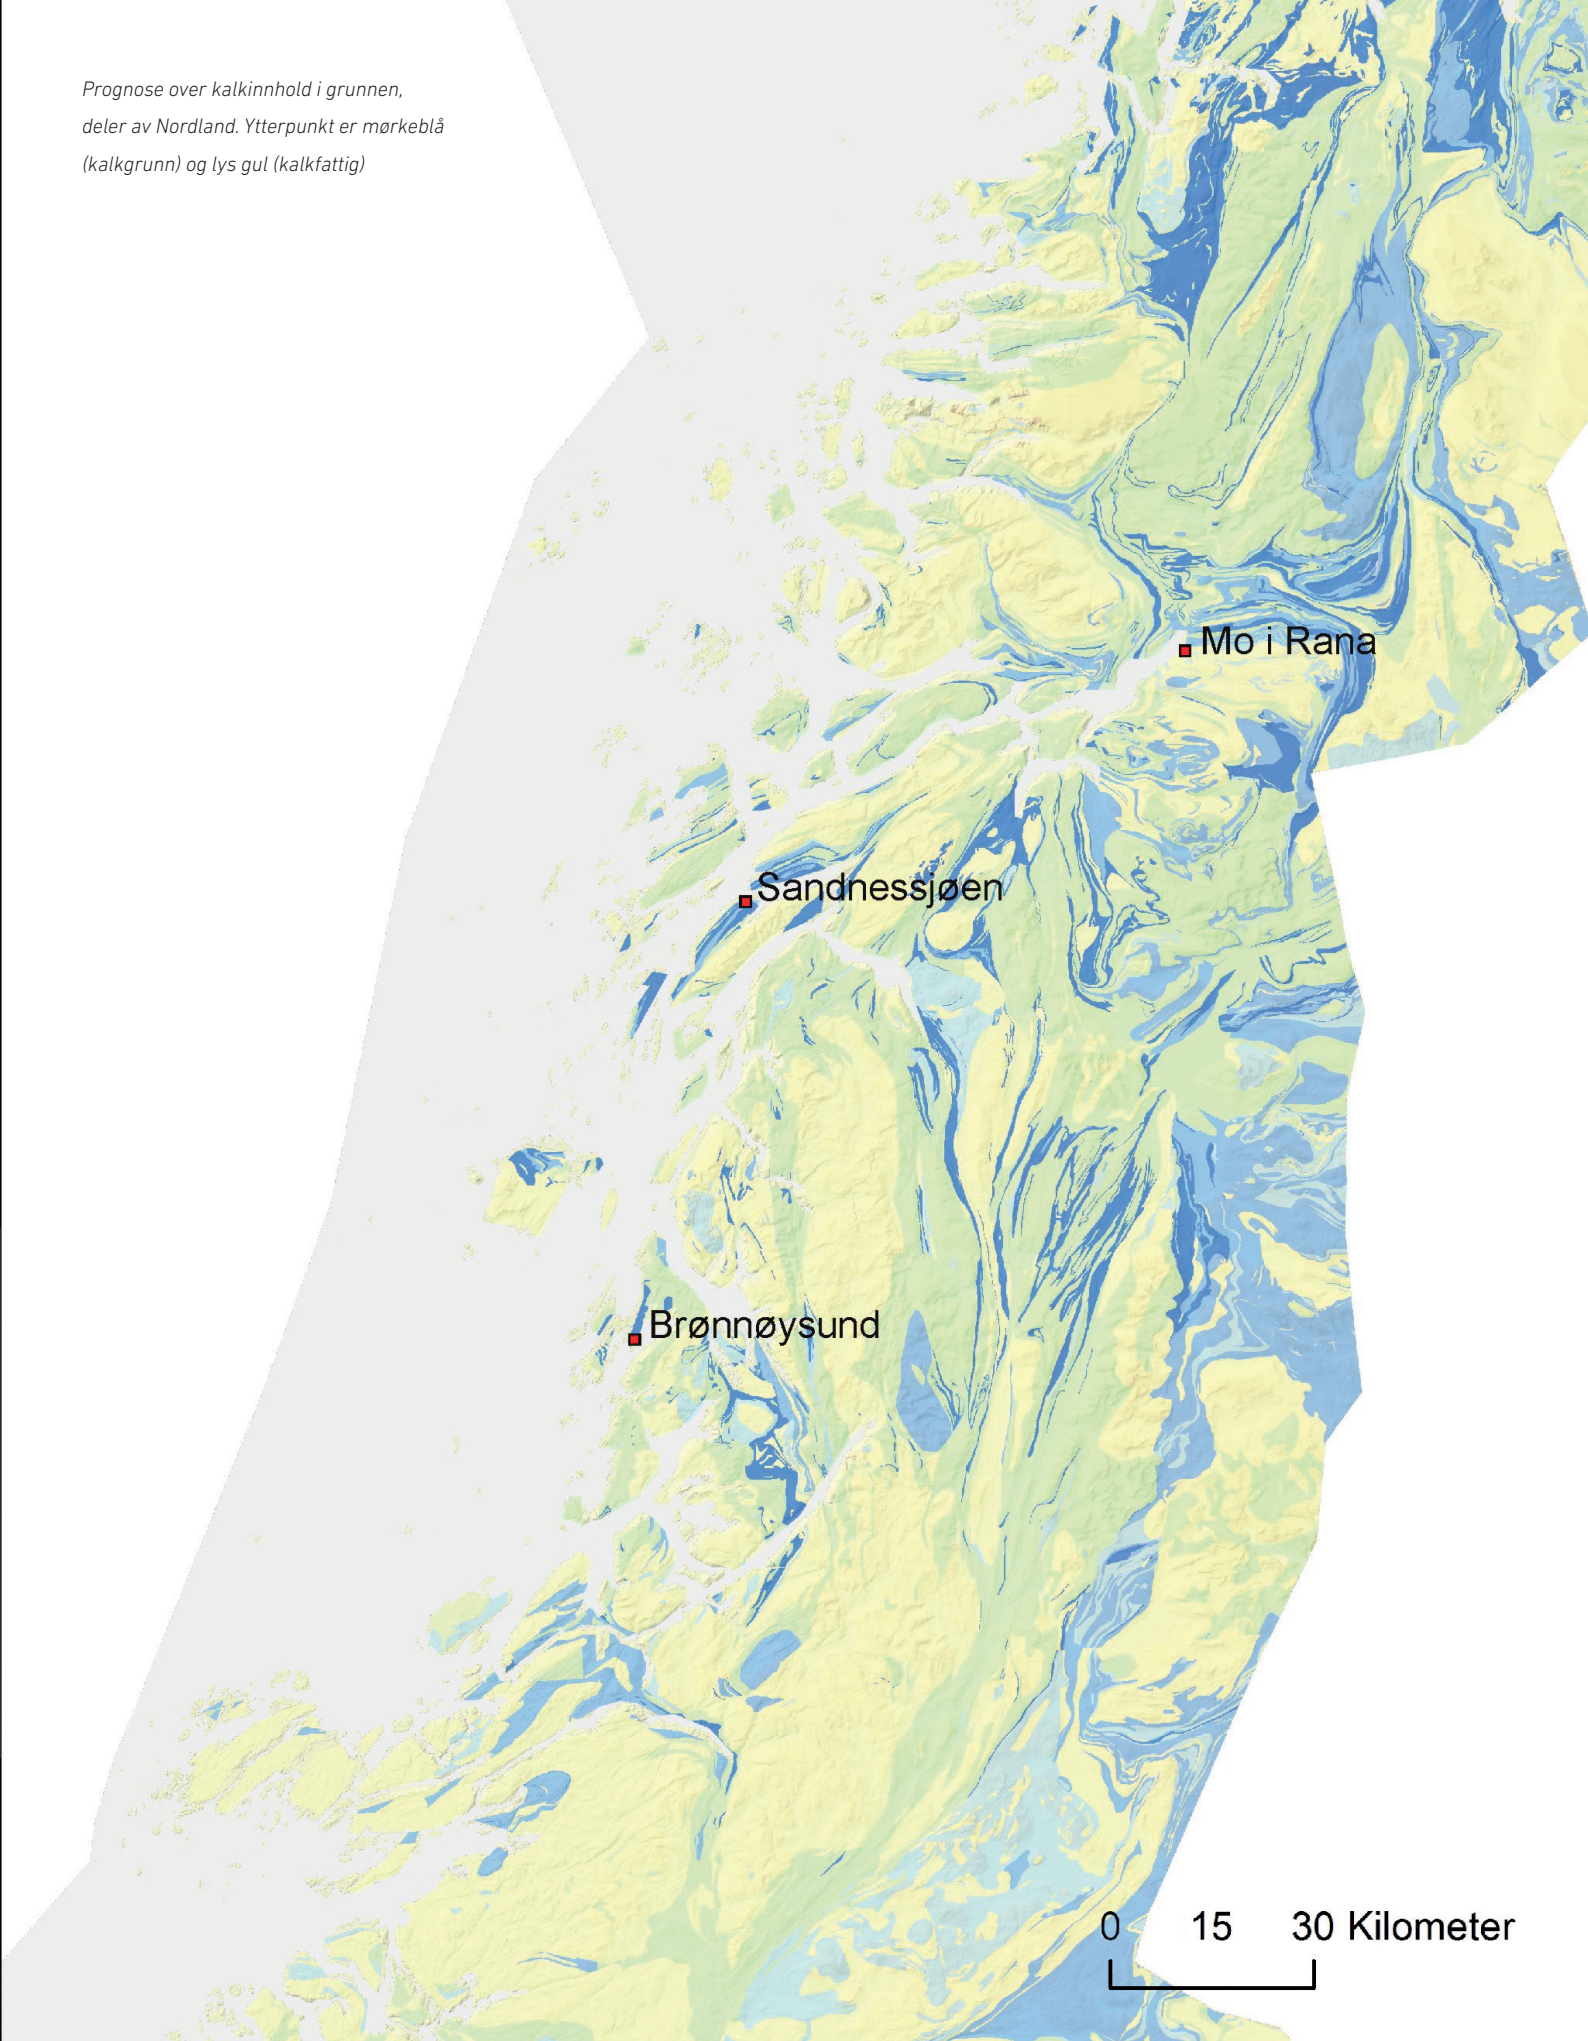 Prognose over kalkinnhold i grunnen,
deler av Nordland. Ytterpunkt er mørkeblå
(kalkgrunn) og lys gul (kalkfattig)
Mo i Rana
Sandnessjøen
Brønnøysund
0 15 30 Kilometer